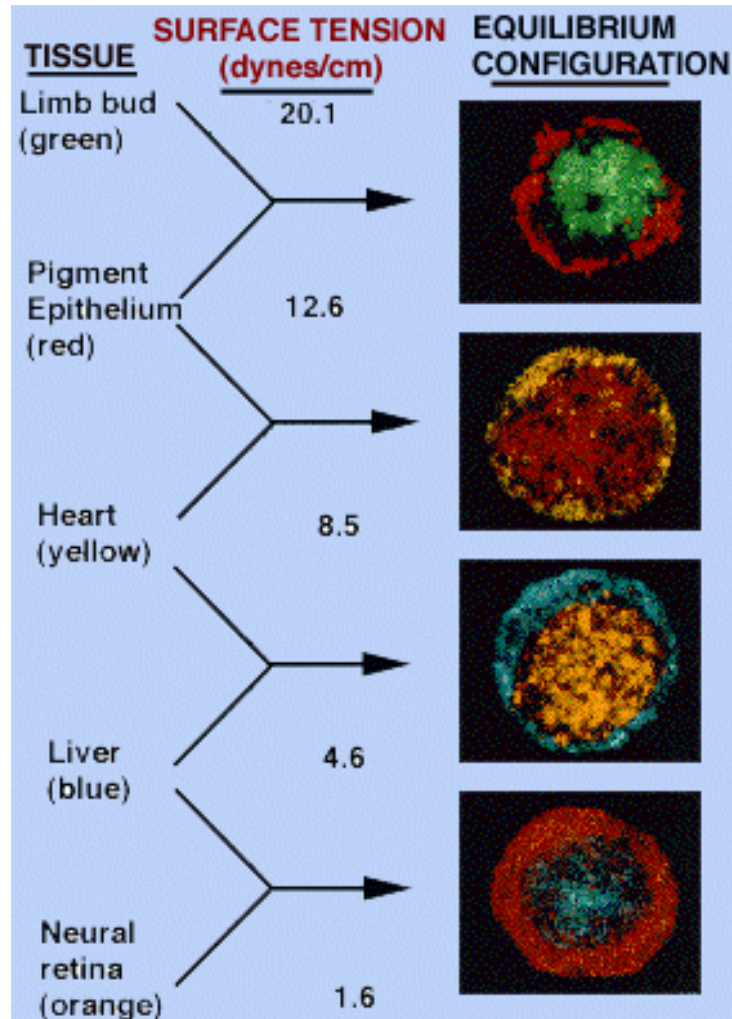 TISSUE
SURFACE TENSION
(dynes/cm)
EQUILIBRIUM
CONFIGURATION
Limb bud
(green)
20.1
Pigment
Epithelium
(red)
12.6
Heart
(yellow)
8.5
Liver
(blue)
4.6
Neural
retina
(orange)
1.6